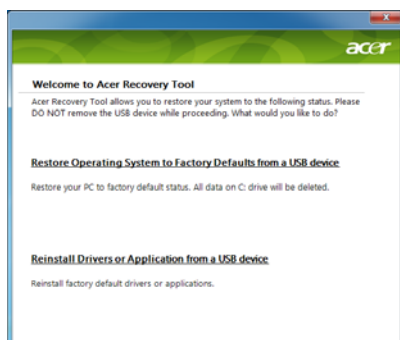 acer
Welcome to Acer Recovery Tool
Acer Recovery Tool allows you to restore your system to the following status. Please
DO NOT remove the USB device while proceeding. What would you like to do?
Restore Operating System to Factory Defaults from a USB device
Restore your PC to factory default status. All data on C: drive will be deleted.
Reinstall Drivers or Application from a USB device
Reinstall factory default drivers or applications.